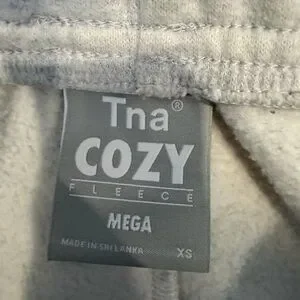 Tna®
COZY
FLEECE
MEGA
MADE IN SRI LANKA XS